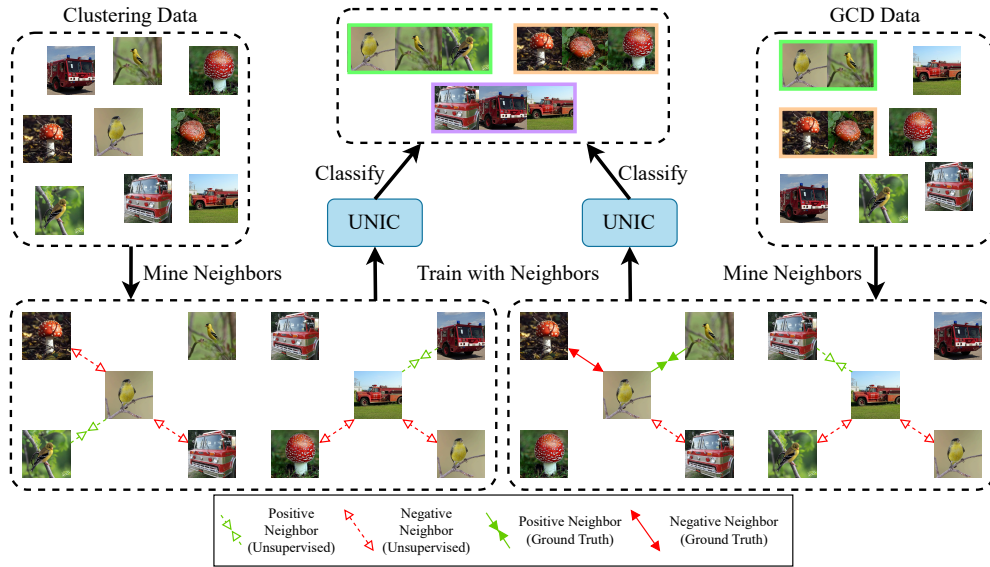 Clustering Data
GCD Data
Classify
Classify
UNIC
UNIC
Mine Neighbors
Train with Neighbors
Mine Neighbors
Positive
Neighbor
(Unsupervised)
Negative
Neighbor
(Unsupervised)
Positive Neighbor
(Ground Truth)
Negative Neighbor
(Ground Truth)